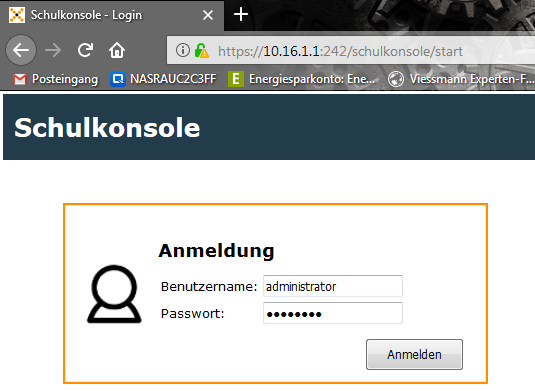 Schulkonsole - Login
https://10.16.1.1:242/schulkonsole/start
Posteingang NASRAUC2C3FF Energiesparkonto: Ene... Viessmann Experten-F...
Schulkonsole
Anmeldung
Benutzername: administrator
Passwort: ●●●●●●●●
Anmelden